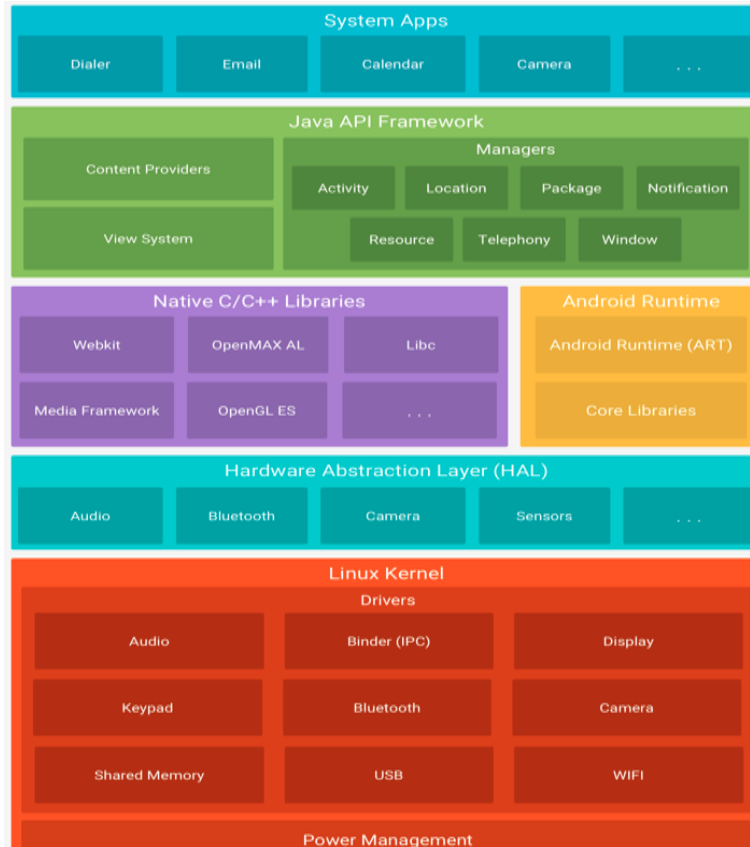 System Apps
Dialer Email Calendar Camera . . .
Java API Framework
Content Providers
View System
Managers
Activity Location Package Notification
Resource Telephony Window
Native C/C++ Libraries
Webkit OpenMAX AL Libc
Media Framework OpenGL ES . . .
Android Runtime
Android Runtime (ART)
Core Libraries
Hardware Abstraction Layer (HAL)
Audio Bluetooth Camera Sensors . . .
Linux Kernel
Drivers
Audio Binder (IPC) Display
Keypad Bluetooth Camera
Shared Memory USB WIFI
Power Management